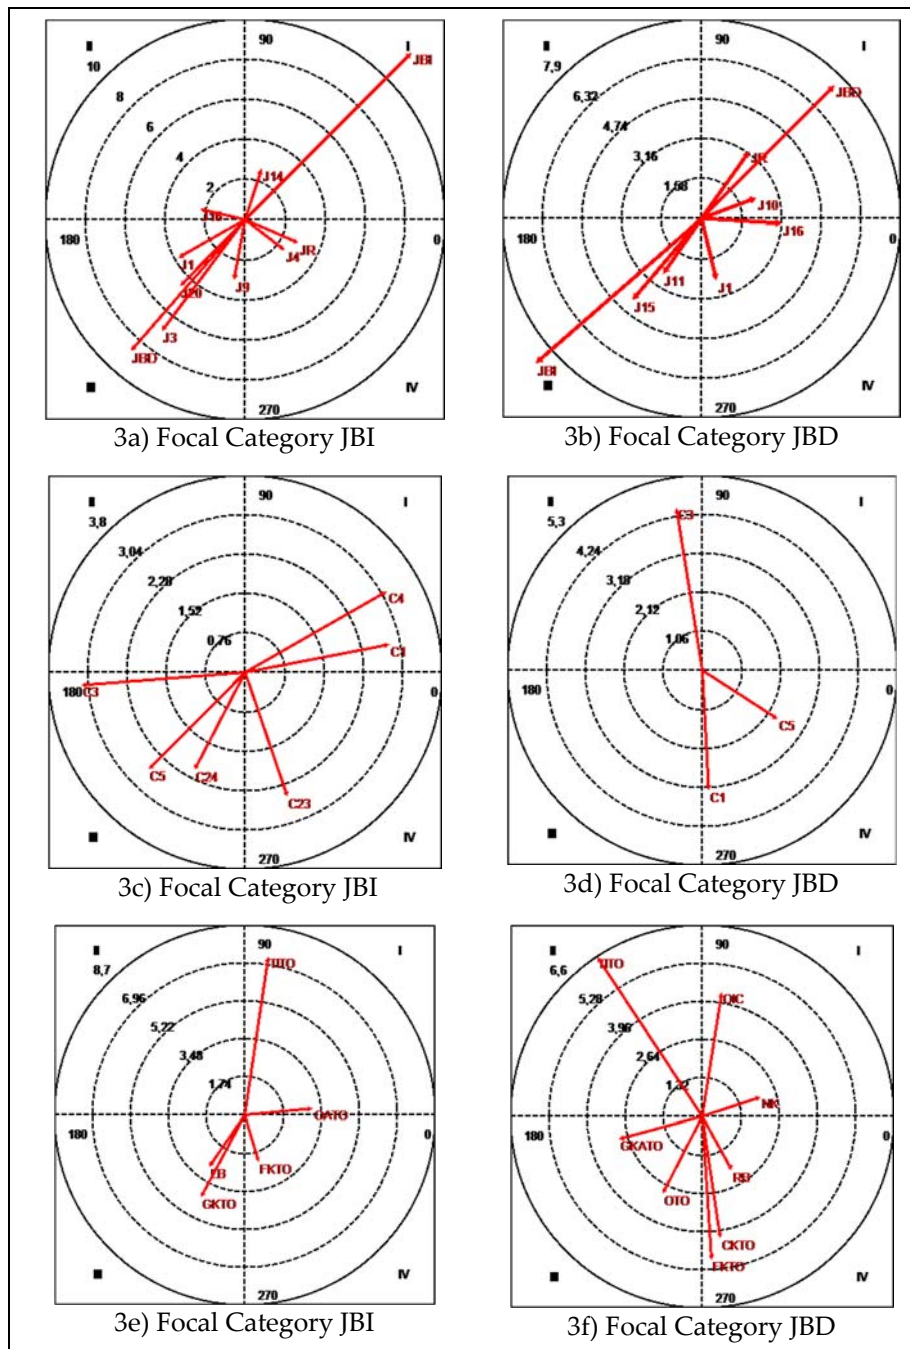 90
II
I
10
JBI
8
6
4
J14
2
J16
180
0
JR
J1
J4
J20
J9
J3
JBD
III
IV
270
3a) Focal Category JBI
90
II
I
7,9
6,32
JBD
4,74
3,16
JR
1,58
J10
J16
180
0
J11
J1
J15
JBI
III
IV
270
3b) Focal Category JBD
90
II
I
3,8
3,04
2,28
C4
1,52
0,76
C1
180
C3
0
C5
C24
C23
III
IV
270
3c) Focal Category JBI
90
II
I
5,3
C3
4,24
3,18
2,12
1,06
180
0
C5
C1
III
IV
270
3d) Focal Category JBD
90
II
I
8,7
6,96
5,22
3,48
1,74
180
0
FKTO
GKTO
III
IV
270
3e) Focal Category JBI
90
II
I
6,6
5,28
3,96
2,64
1,32
NK
180
0
GKATO
OTO
CKTO
FKTO
III
IV
270
3f) Focal Category JBD